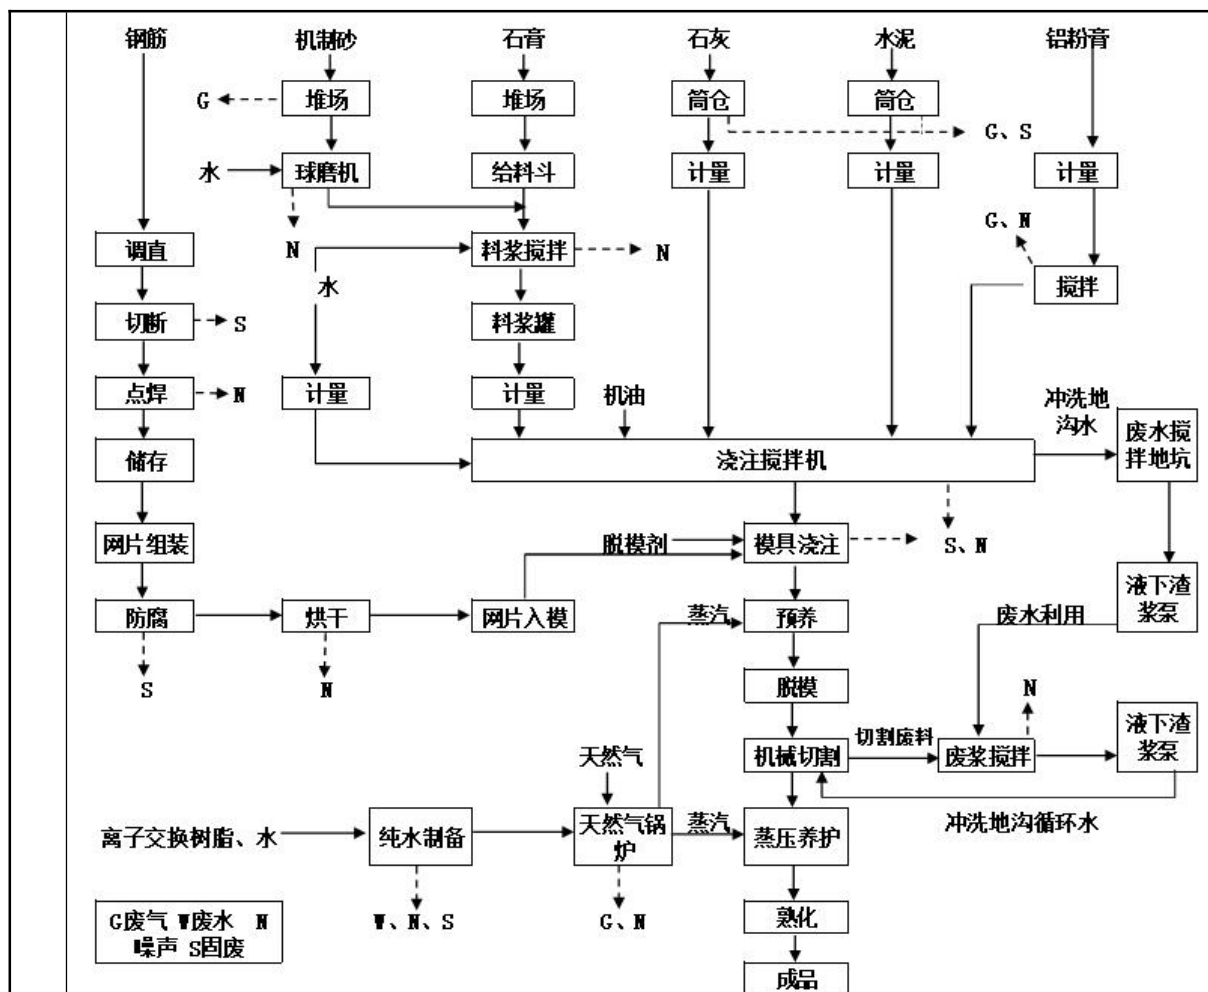 钢筋
机制砂
石膏
石灰
水泥
铝粉膏
G
堆场
堆场
筒仓
筒仓
G、S
水
球磨机
给料斗
计量
计量
计量
N
G、N
调直
料浆搅拌
N
水
搅拌
切断
S
料浆罐
点焊
N
计量
计量
机油
冲洗地
沟水
废水搅
拌地坑
储存
浇注搅拌机
网片组装
脱模剂
模具浇注
S、N
液下渣
浆泵
防腐
烘干
网片入模
蒸汽
预养
废水利用
S
N
脱模
N
液下渣
浆泵
天然气
机械切割
切割废料
废浆搅拌
离子交换树脂、水
纯水制备
天然气锅
炉
蒸汽
蒸压养护
冲洗地沟循环水
G废气 W废水 N
噪声 S固废
W、N、S
G、N
熟化
成品